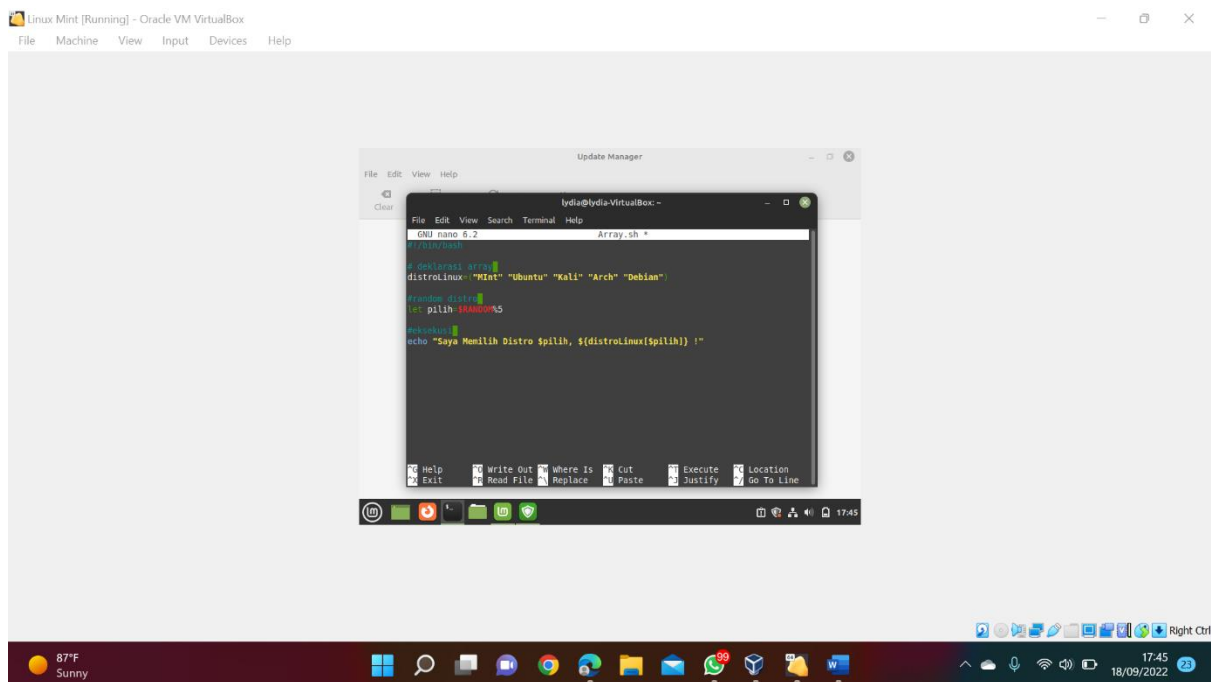 Linux Mint [Running] - Oracle VM VirtualBox
File Machine View Input Devices Help
Update Manager
File Edit View Help
Clear
lydia@lydia-VirtualBox: ~
File Edit View Search Terminal Help
GNU nano 6.2 Array.sh *
#!/bin/bash
# deklarasi array
distroLinux=("MInt" "Ubuntu" "Kali" "Arch" "Debian")
#random distro
let pilih=$RANDOM%5
#eksekusi
echo "Saya Memilih Distro $pilih, ${distroLinux[$pilih]} !"
^G Help ^O Write Out ^W Where Is ^K Cut ^T Execute ^C Location
^X Exit ^R Read File ^\ Replace ^U Paste ^J Justify ^/ Go To Line
17:45
Right Ctrl
87°F
Sunny
99
17:45
18/09/2022
23